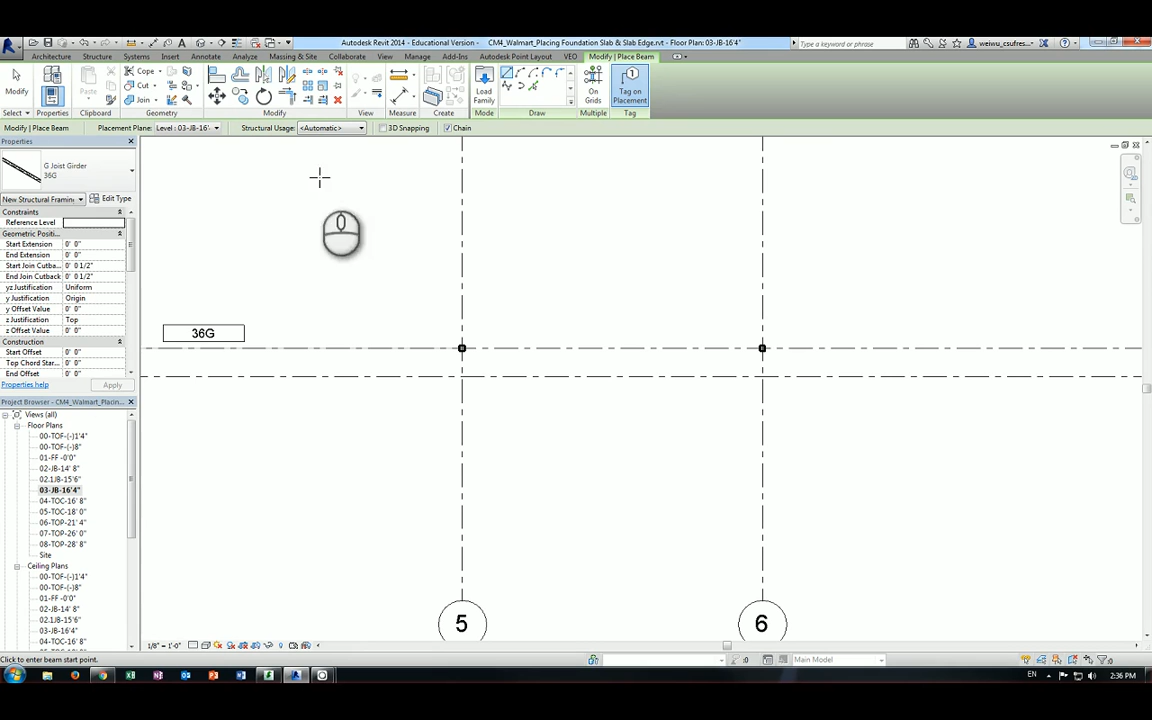 Autodesk Revit 2014 - Educational Version - CM4_Walmart_Placing Foundation Slab & Slab Edge.rvt - Floor Plan: 03-JB-16'4"
Type a keyword or phrase
weiwu_csufres...
Architecture Structure Systems Insert Annotate Analyze Massing & Site Collaborate View Manage Add-Ins Autodesk Point Layout VEO Modify | Place Beam
Modify Properties Paste Cope Cut Join Load Family On Grids Tag on Placement
Select Properties Clipboard Geometry Modify View Measure Create Mode Draw Multiple Tag
Modify | Place Beam Placement Plane: Level : 03-JB-16' Structural Usage: <Automatic> 3D Snapping Chain
Properties
G Joist Girder
36G
New Structural Framin Edit Type
Constraints
Reference Level
Geometric Positi...
Start Extension 0' 0"
End Extension 0' 0"
Start Join Cutba... 0' 0 1/2"
End Join Cutback 0' 0 1/2"
yz Justification Uniform
y Justification Origin
y Offset Value 0' 0"
z Justification Top
z Offset Value 0' 0"
Construction
Start Offset 0' 0"
Top Chord Star... 0' 0"
End Offset 0' 0"
Properties help Apply
Project Browser - CM4_Walmart_Placin...
Views (all)
Floor Plans
00-TOF-(-)1'4"
00-TOF-(-)8"
01-FF -0'0"
02-JB-14' 8"
02.1JB-15'6"
03-JB-16'4"
04-TOC-16' 8"
05-TOC-18' 0"
06-TOP-21' 4"
07-TOP-26' 0"
08-TOP-28' 8"
Site
Ceiling Plans
00-TOF-(-)1'4"
00-TOF-(-)8"
01-FF -0'0"
02-JB-14' 8"
02.1JB-15'6"
03-JB-16'4"
04-TOC-16' 8"
36G
5
6
1/8" = 1'-0"
Click to enter beam start point.
:0 Main Model :0
EN 2:36 PM